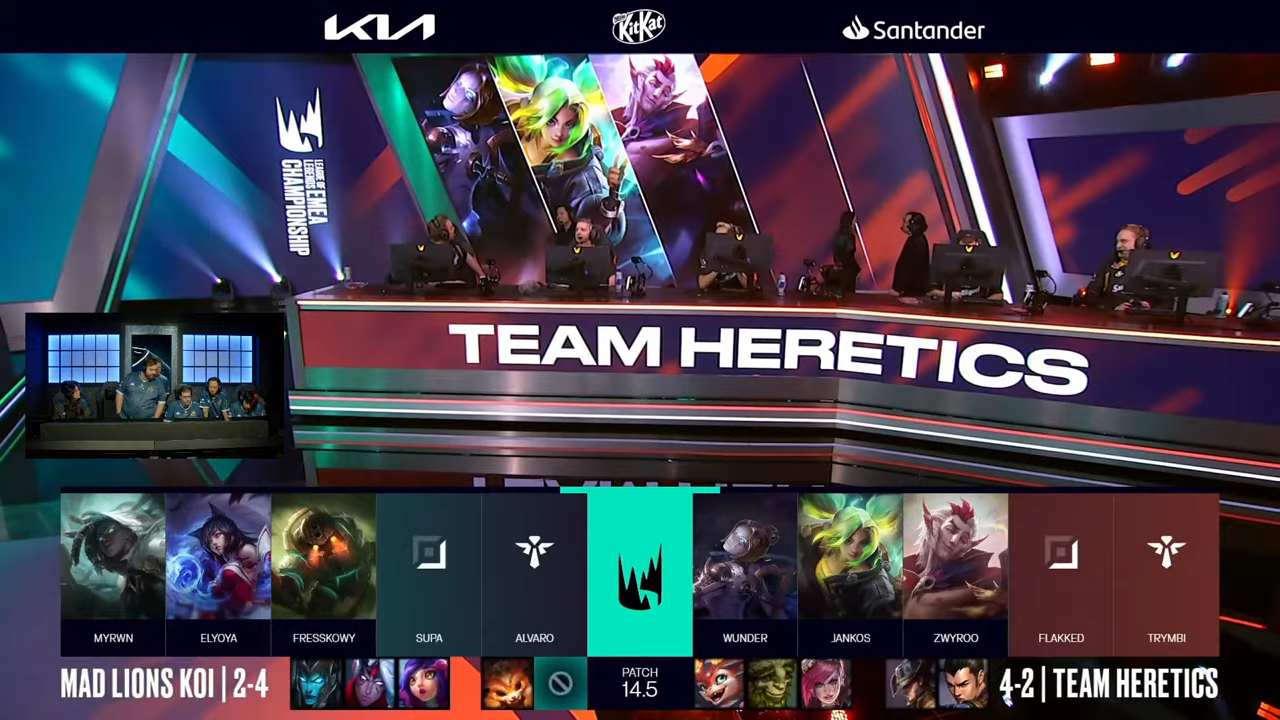 KIA
Nestlé
KitKat
Santander
LEAGUE OF
LEGENDS EMEA
CHAMPIONSHIP
TEAM HERETICS
MYRWN
ELYOYA
FRESSKOWY
SUPA
ALVARO
WUNDER
JANKOS
ZWYROO
FLAKKED
TRYMBI
MAD LIONS KOI | 2-4
PATCH
14.5
4-2 | TEAM HERETICS